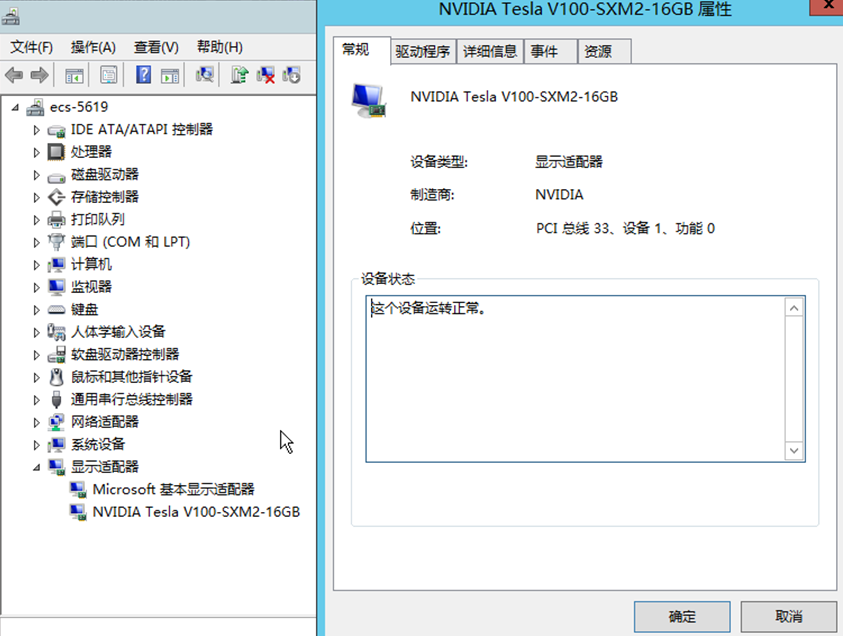 文件(F) 操作(A) 查看(V) 帮助(H)
ecs-5619
IDE ATA/ATAPI 控制器
处理器
磁盘驱动器
存储控制器
打印队列
端口 (COM 和 LPT)
计算机
监视器
键盘
人体学输入设备
软盘驱动器控制器
鼠标和其他指针设备
通用串行总线控制器
网络适配器
系统设备
显示适配器
Microsoft 基本显示适配器
NVIDIA Tesla V100-SXM2-16GB
NVIDIA Tesla V100-SXM2-16GB 属性
常规 驱动程序 详细信息 事件 资源
NVIDIA Tesla V100-SXM2-16GB
设备类型: 显示适配器
制造商: NVIDIA
位置: PCI 总线 33、设备 1、功能 0
设备状态
这个设备运转正常。
确定 取消